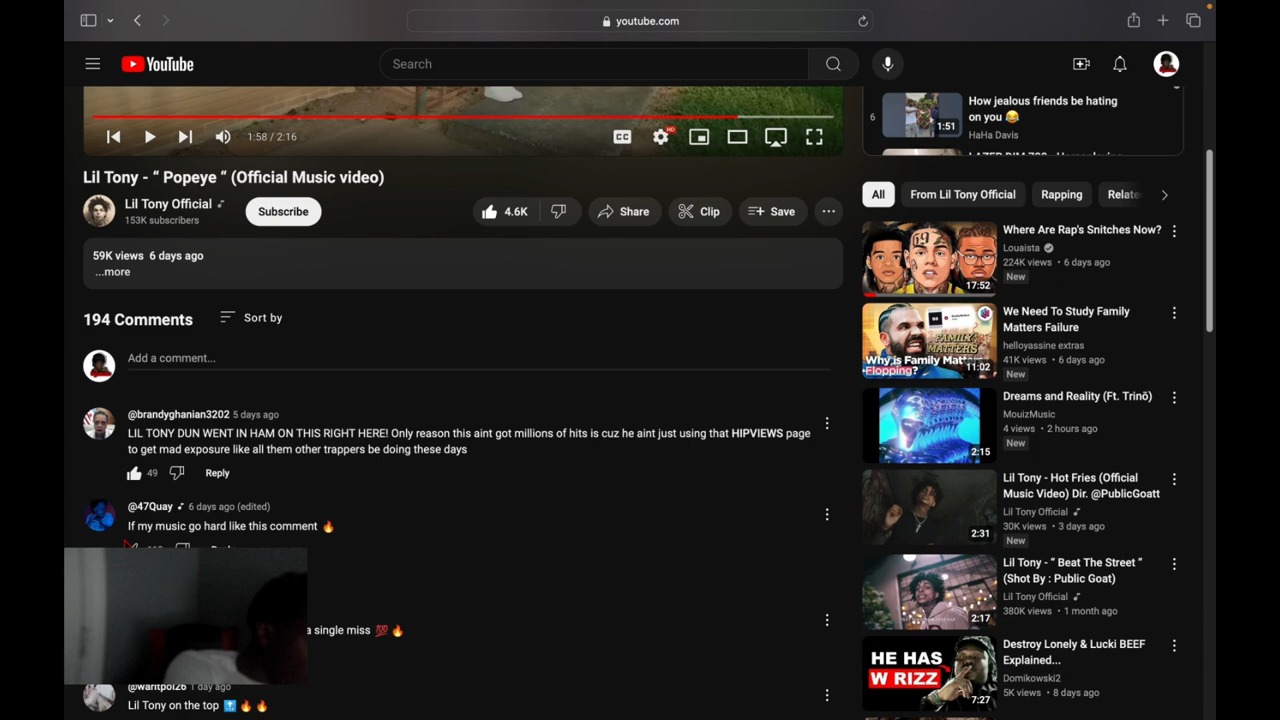 youtube.com
YouTube
Search
1:58 / 2:16
CC
HD
Lil Tony - “ Popeye “ (Official Music video)
Lil Tony Official
153K subscribers
Subscribe
4.6K
Share
Clip
Save
59K views 6 days ago
...more
194 Comments
Sort by
Add a comment...
@brandyghanian3202 5 days ago
LIL TONY DUN WENT IN HAM ON THIS RIGHT HERE! Only reason this aint got millions of hits is cuz he aint just using that HIPVIEWS page
to get mad exposure like all them other trappers be doing these days
49
Reply
@47Quay 6 days ago (edited)
If my music go hard like this comment 🔥
a single miss 💯 🔥
1 day ago
Lil Tony on the top ⬆️ 🔥 🔥
6
1:51
How jealous friends be hating
on you 😂
HaHa Davis
All
From Lil Tony Official
Rapping
Relate
17:52
Where Are Rap's Snitches Now?
Louaista
224K views • 6 days ago
New
FAMILY
MATTERS
Why is Family Mat
Flopping?
11:02
We Need To Study Family
Matters Failure
helloyassine extras
41K views • 6 days ago
New
2:15
Dreams and Reality (Ft. Trinö)
MouizMusic
4 views • 2 hours ago
New
2:31
Lil Tony - Hot Fries (Official
Music Video) Dir. @PublicGoatt
Lil Tony Official
30K views • 3 days ago
New
2:17
Lil Tony - “ Beat The Street “
(Shot By : Public Goat)
Lil Tony Official
380K views • 1 month ago
HE HAS
W RIZZ
7:27
Destroy Lonely & Lucki BEEF
Explained...
Domikowski2
5K views • 8 days ago